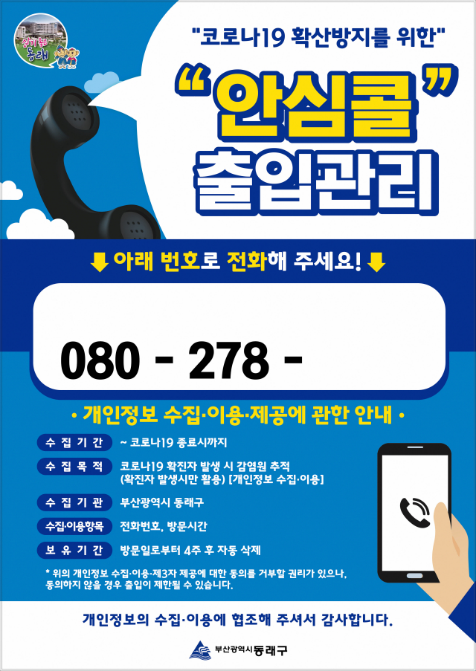 "코로나19 확산방지를 위한"
"안심콜"
출입관리
아래 번호로 전화해 주세요!
080 - 278 -
· 개인정보 수집·이용·제공에 관한 안내 ·
수 집 기 간 ~ 코로나19 종료시까지
수 집 목 적 코로나19 확진자 발생 시 감염원 추적
(확진자 발생시만 활용) [개인정보 수집·이용]
수 집 기 관 부산광역시 동래구
수집·이용항목 전화번호, 방문시간
보 유 기 간 방문일로부터 4주 후 자동 삭제
* 위의 개인정보 수집·이용·제3자 제공에 대한 동의를 거부할 권리가 있으나,
동의하지 않을 경우 출입이 제한될 수 있습니다.
개인정보의 수집·이용에 협조해 주셔서 감사합니다.
부산광역시동래구